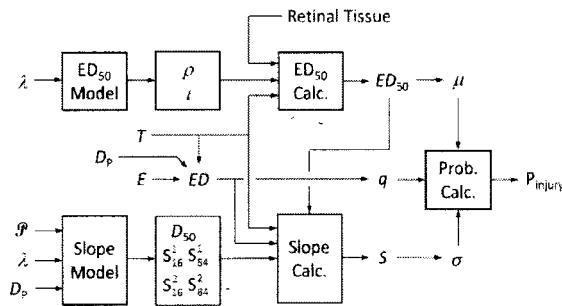 Retinal Tissue
λ ED₅₀ Model ρ t ED₅₀ Calc. ED₅₀ μ
T
Dₚ
E ED q Prob. Calc. P_injury
𝒫 λ Dₚ Slope Model D₅₀ S¹₁₆ S¹₈₄ S²₁₆ S²₈₄ Slope Calc. S σ